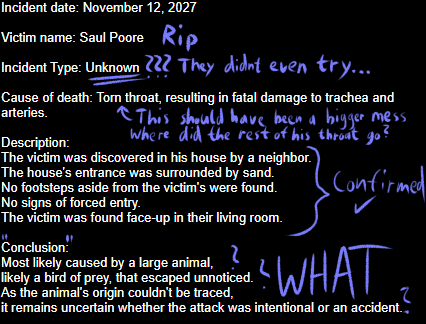 Incident date: November 12, 2027
Victim name: Saul Poore Rip
Incident Type: Unknown ??? They didnt even try...
Cause of death: Torn throat, resulting in fatal damage to trachea and
arteries. This should have been a bigger mess
Where did the rest of his throat go?
Description:
The victim was discovered in his house by a neighbor.
The house's entrance was surrounded by sand.
No footsteps aside from the victim's were found.
No signs of forced entry.
The victim was found face-up in their living room.
Confirmed
"Conclusion:"
Most likely caused by a large animal, ?
likely a bird of prey, that escaped unnoticed. ?
As the animal's origin couldn't be traced,
it remains uncertain whether the attack was intentional or an accident. ?
WHAT